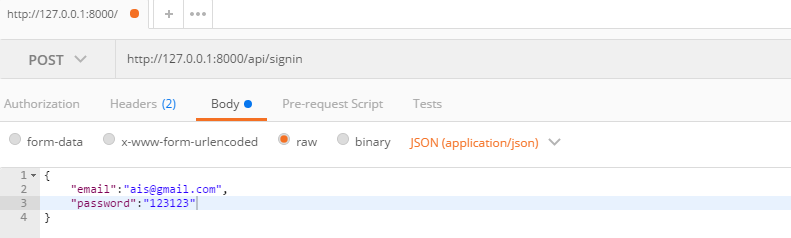 http://127.0.0.1:8000/
POST http://127.0.0.1:8000/api/signin
Authorization Headers (2) Body Pre-request Script Tests
form-data x-www-form-urlencoded raw binary JSON (application/json)
1 {
2 "email":"ais@gmail.com",
3 "password":"123123"
4 }